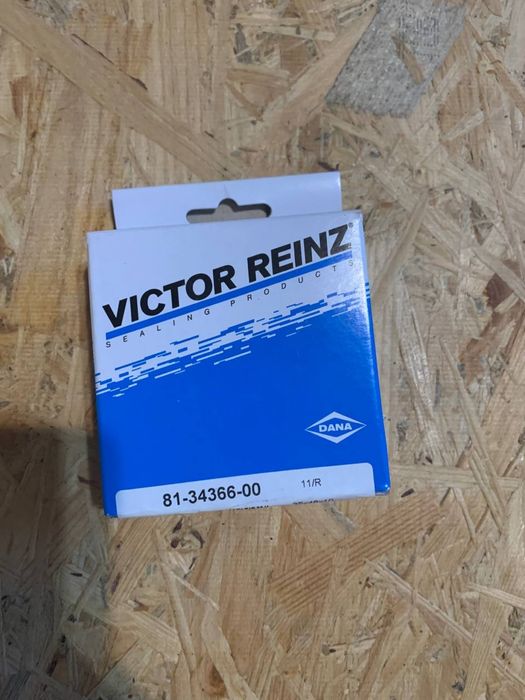 VICTOR REINZ®
SEALING PRODUCTS
DANA
81-34366-00 11/R